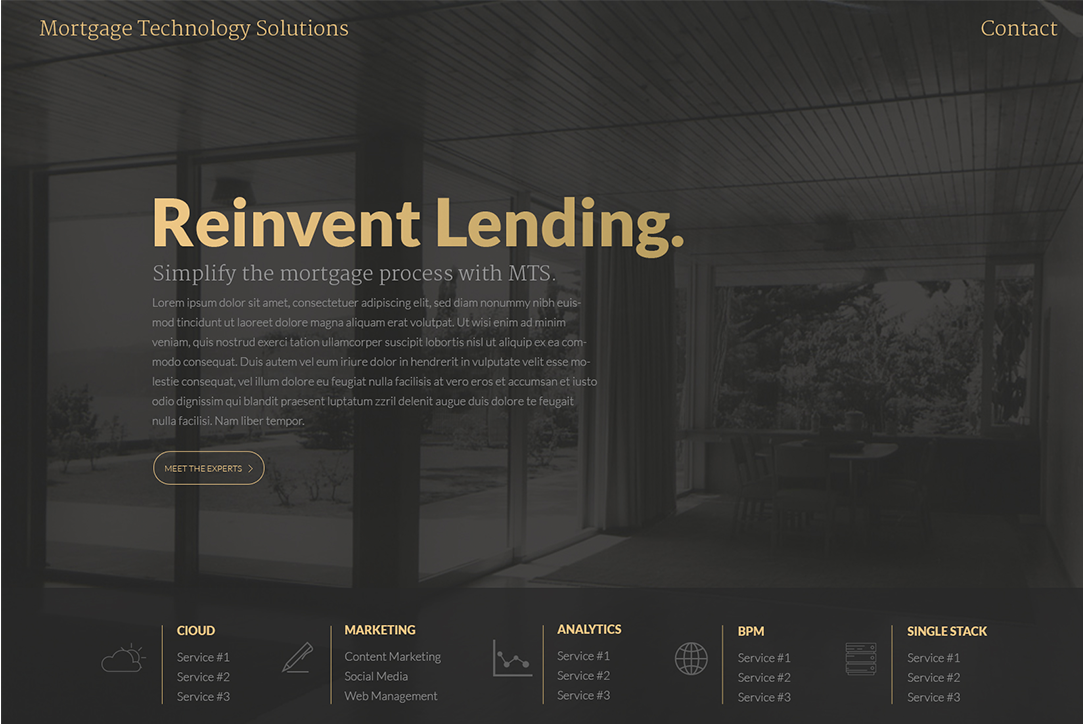 Mortgage Technology Solutions
Contact
Reinvent Lending.
Simplify the mortgage process with MTS.
Lorem ipsum dolor sit amet, consectetuer adipiscing elit, sed diam nonummy nibh euis-
mod tincidunt ut laoreet dolore magna aliquam erat volutpat. Ut wisi enim ad minim
veniam, quis nostrud exerci tation ullamcorper suscipit lobortis nisl ut aliquip ex ea com-
modo consequat. Duis autem vel eum iriure dolor in hendrerit in vulputate velit esse mo-
lestie consequat, vel illum dolore eu feugiat nulla facilisis at vero eros et accumsan et iusto
odio dignissim qui blandit praesent luptatum zzril delenit augue duis dolore te feugait
nulla facilisi. Nam liber tempor.
MEET THE EXPERTS >
CIOUD
Service #1
Service #2
Service #3
MARKETING
Content Marketing
Social Media
Web Management
ANALYTICS
Service #1
Service #2
Service #3
BPM
Service #1
Service #2
Service #3
SINGLE STACK
Service #1
Service #2
Service #3